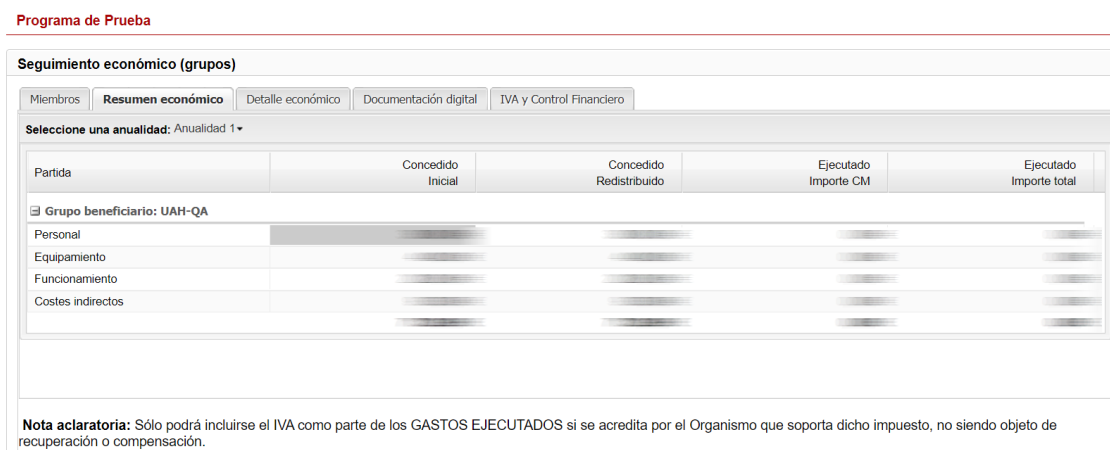 Programa de Prueba
Seguimiento económico (grupos)
Miembros Resumen económico Detalle económico Documentación digital IVA y Control Financiero
Seleccione una anualidad: Anualidad 1
Partida Concedido Inicial Concedido Redistribuido Ejecutado Importe CM Ejecutado Importe total
Grupo beneficiario: UAH-QA
Personal
Equipamiento
Funcionamiento
Costes indirectos
Nota aclaratoria: Sólo podrá incluirse el IVA como parte de los GASTOS EJECUTADOS si se acredita por el Organismo que soporta dicho impuesto, no siendo objeto de
recuperación o compensación.